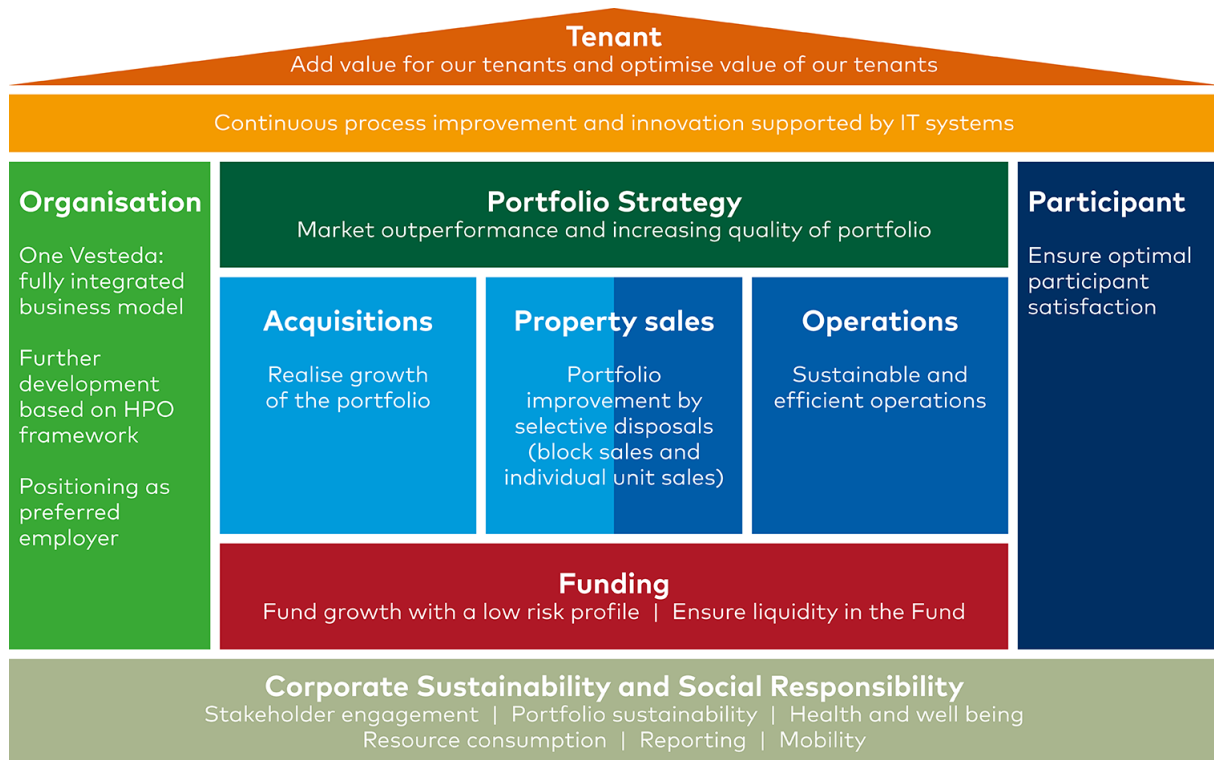 Tenant
Add value for our tenants and optimise value of our tenants
Continuous process improvement and innovation supported by IT systems
Organisation
One Vesteda:
fully integrated
business model
Further
development
based on HPO
framework
Positioning as
preferred
employer
Portfolio Strategy
Market outperformance and increasing quality of portfolio
Acquisitions
Realise growth
of the portfolio
Property sales
Portfolio
improvement by
selective disposals
(block sales and
individual unit sales)
Operations
Sustainable and
efficient operations
Funding
Fund growth with a low risk profile | Ensure liquidity in the Fund
Participant
Ensure optimal
participant
satisfaction
Corporate Sustainability and Social Responsibility
Stakeholder engagement | Portfolio sustainability | Health and well being
Resource consumption | Reporting | Mobility